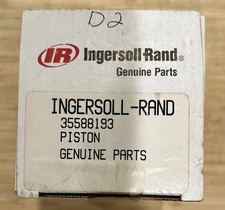 D2
IR Ingersoll-Rand®
Genuine Parts
INGERSOLL-RAND
35588193
PISTON
GENUINE PARTS